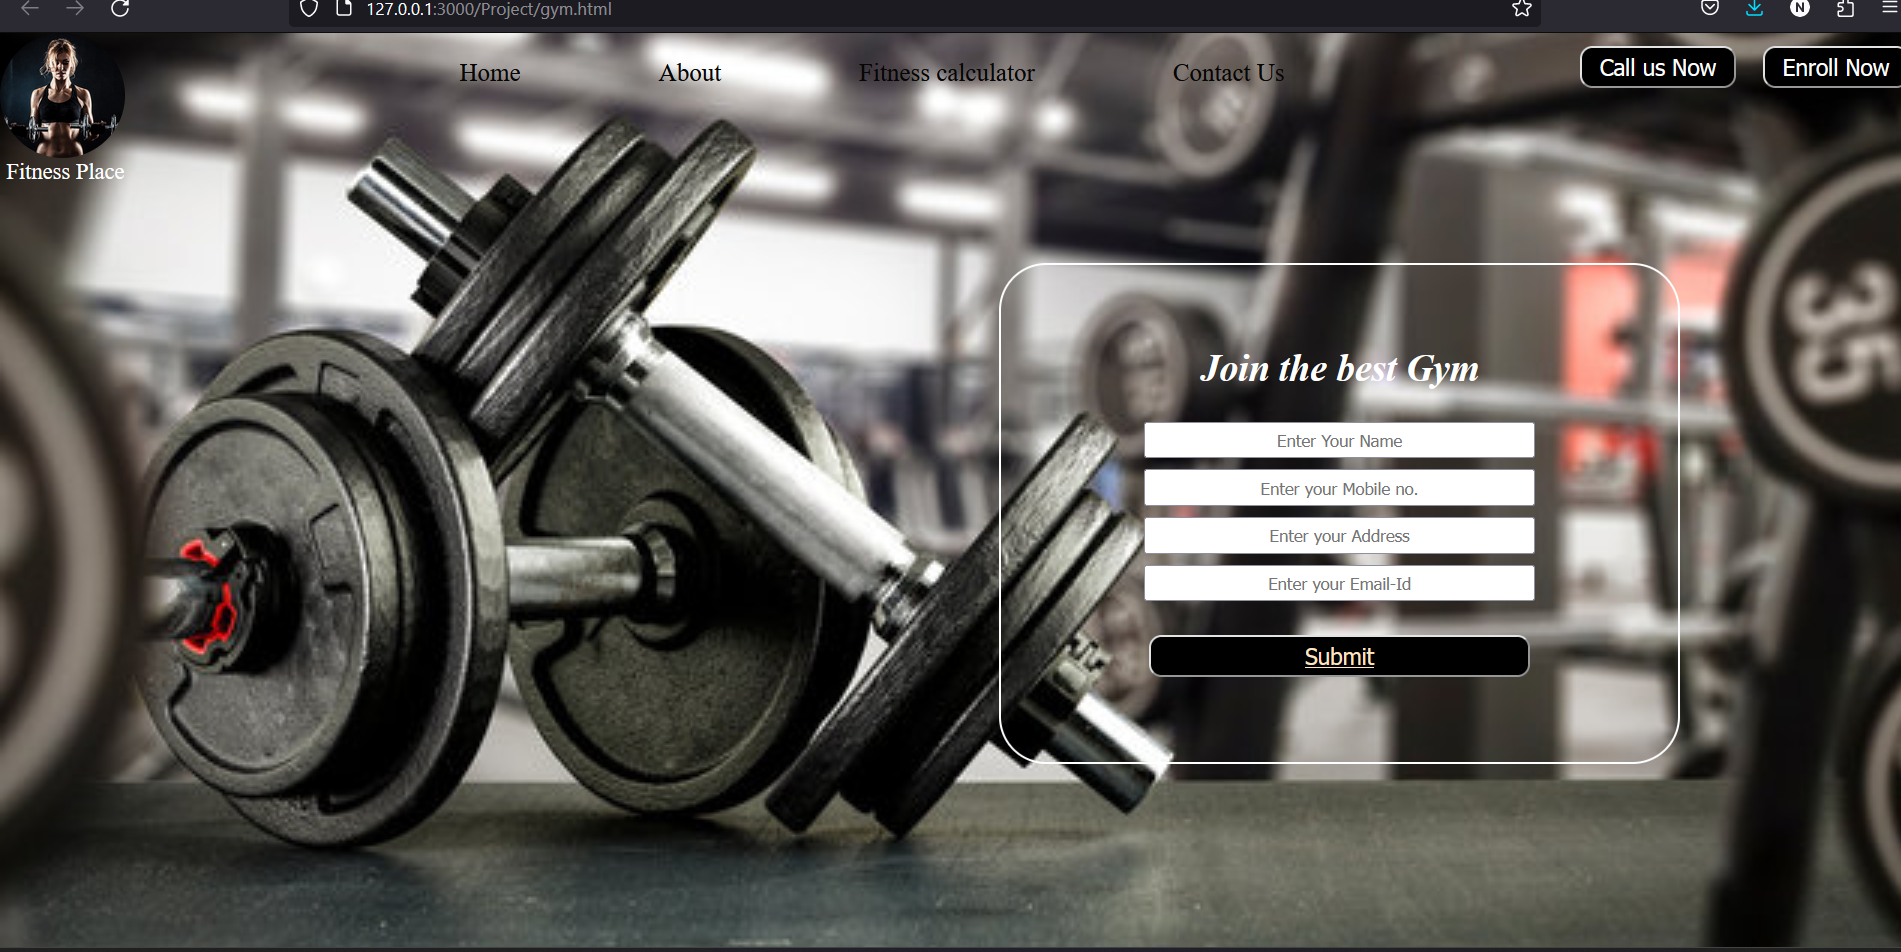 127.0.0.1:3000/Project/gym.html
N
Home About Fitness calculator Contact Us Call us Now Enroll Now
Fitness Place
35
Join the best Gym
Enter Your Name
Enter your Mobile no.
Enter your Address
Enter your Email-Id
Submit